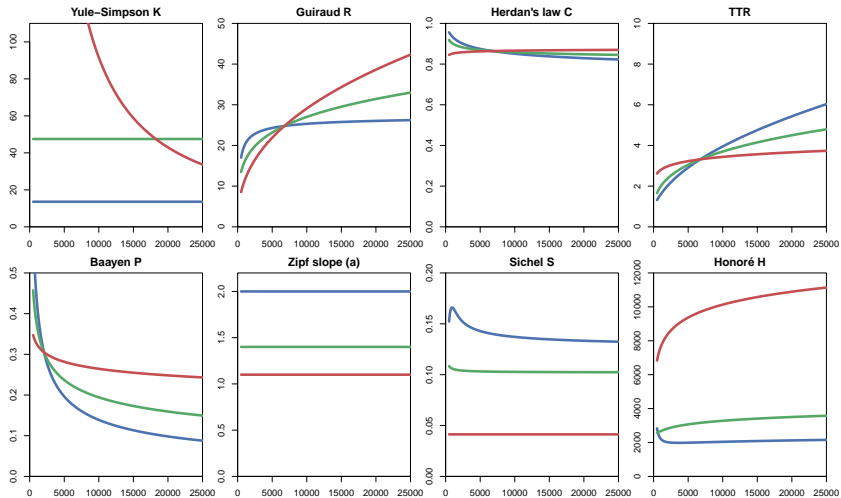 Yule−Simpson K
Guiraud R
Herdan's law C
TTR
0 20 40 60 80 100
0 10 20 30 40 50
0.0 0.2 0.4 0.6 0.8 1.0
0 2 4 6 8 10
0 5000 10000 15000 20000 25000
0 5000 10000 15000 20000 25000
0 5000 10000 15000 20000 25000
0 5000 10000 15000 20000 25000
Baayen P
Zipf slope (a)
Sichel S
Honoré H
0.0 0.1 0.2 0.3 0.4 0.5
0.0 0.5 1.0 1.5 2.0
0.00 0.05 0.10 0.15 0.20
0 2000 4000 6000 8000 10000 12000
0 5000 10000 15000 20000 25000
0 5000 10000 15000 20000 25000
0 5000 10000 15000 20000 25000
0 5000 10000 15000 20000 25000